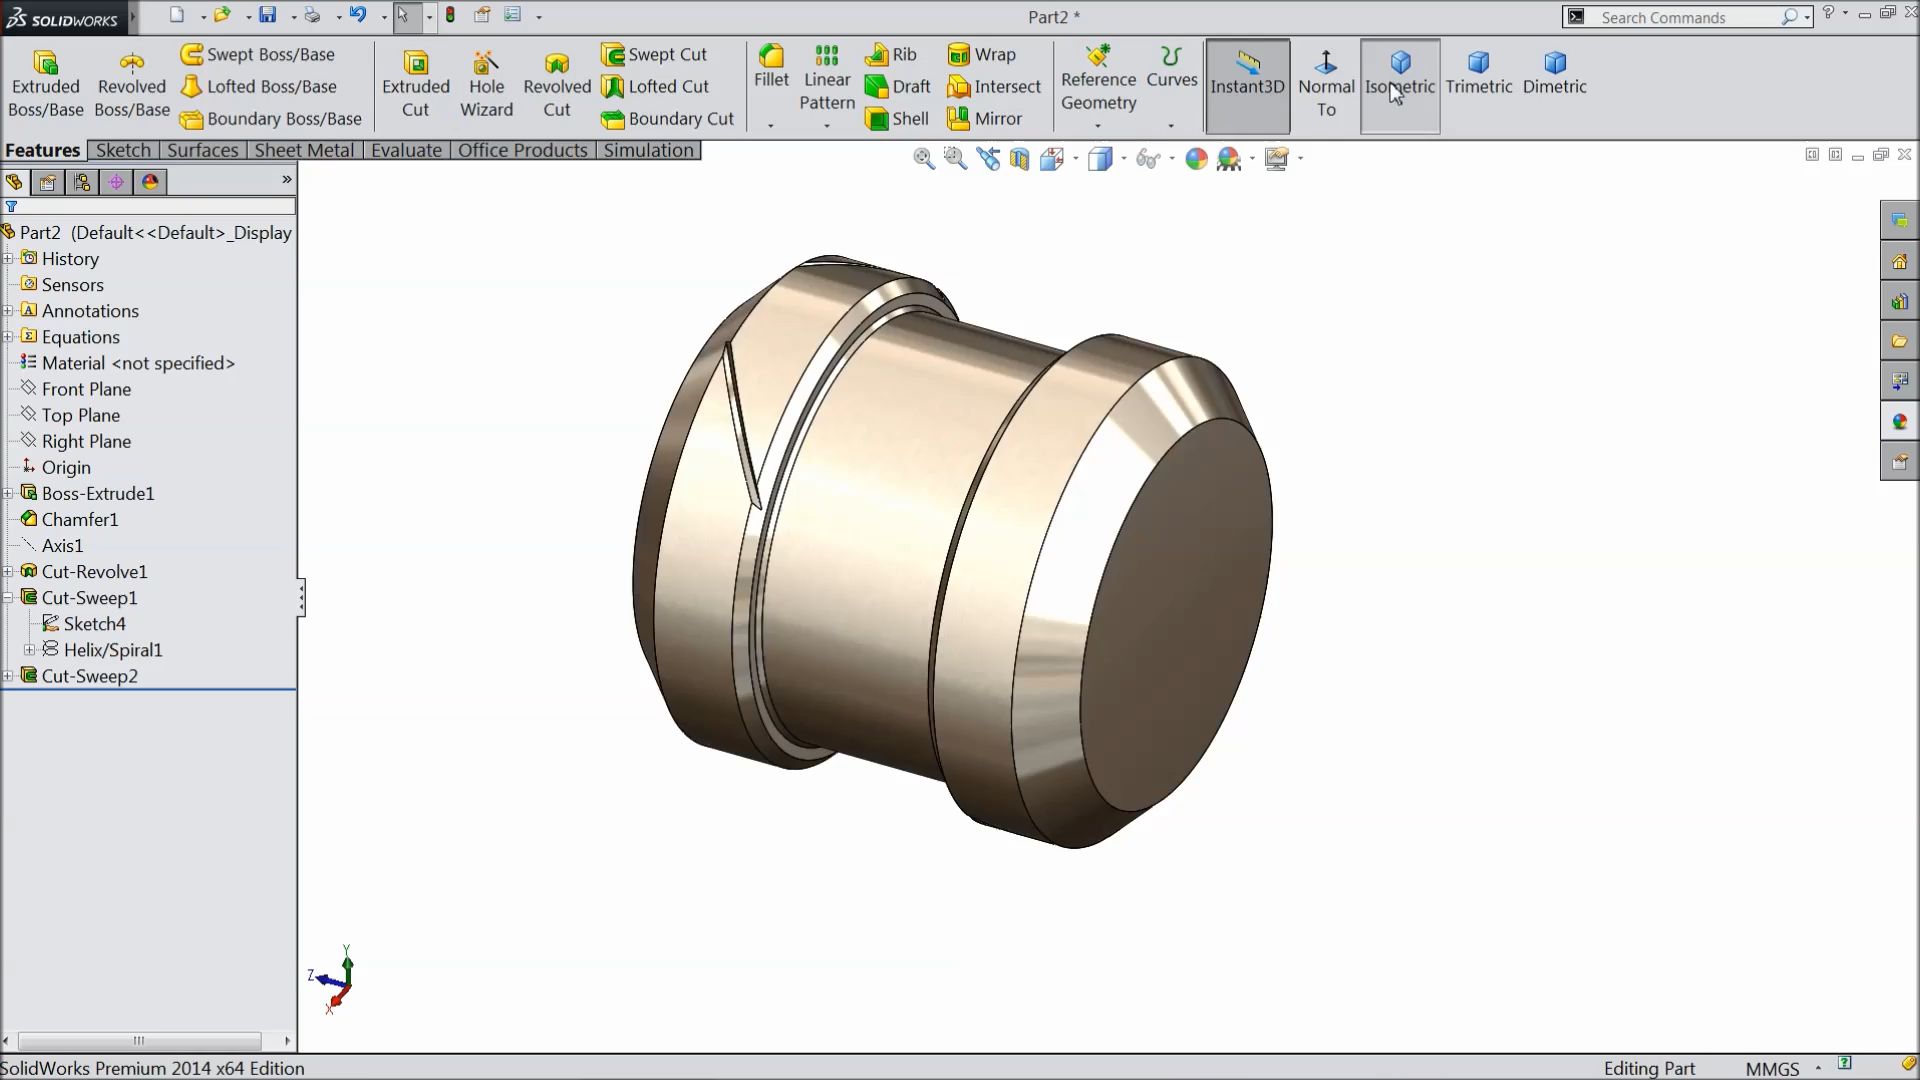 SOLIDWORKS
Part2 *
Search Commands
Extruded Boss/Base
Revolved Boss/Base
Swept Boss/Base
Lofted Boss/Base
Boundary Boss/Base
Extruded Cut
Hole Wizard
Revolved Cut
Swept Cut
Lofted Cut
Boundary Cut
Fillet
Linear Pattern
Rib
Draft
Shell
Wrap
Intersect
Mirror
Reference Geometry
Curves
Instant3D
Normal To
Isometric
Trimetric
Dimetric
Features
Sketch
Surfaces
Sheet Metal
Evaluate
Office Products
Simulation
Part2 (Default<<Default>_Display
History
Sensors
Annotations
Equations
Material <not specified>
Front Plane
Top Plane
Right Plane
Origin
Boss-Extrude1
Chamfer1
Axis1
Cut-Revolve1
Cut-Sweep1
Sketch4
Helix/Spiral1
Cut-Sweep2
Y
Z
X
SolidWorks Premium 2014 x64 Edition
Editing Part
MMGS